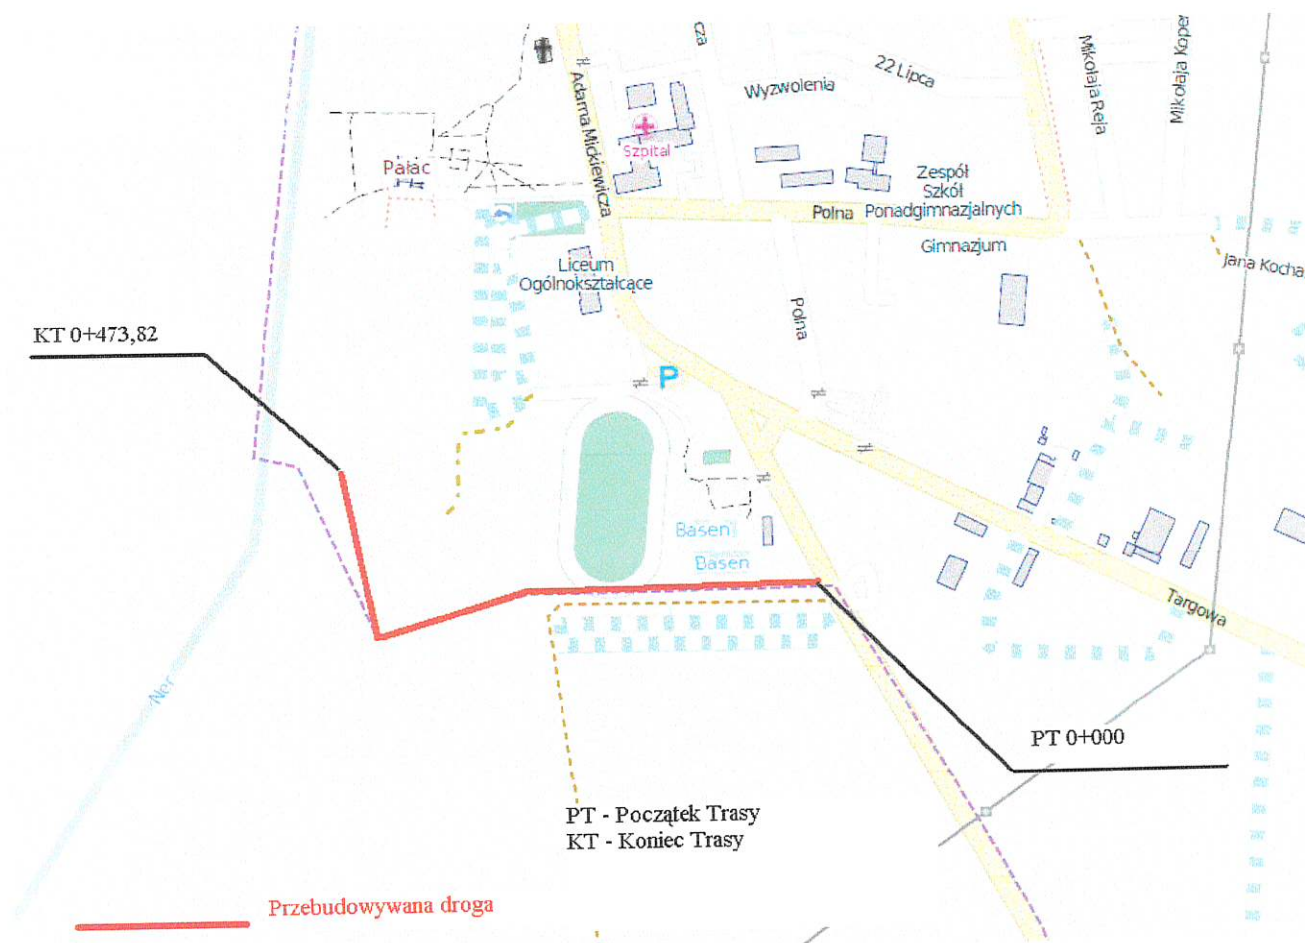 cza
Adama Mickiewicza
Wyzwolenia
22 Lipca
Mikołaja Reja
Mikołaja Koper
Szpital
Pałac
Zespół
Szkół
Ponadgimnazjalnych
Polna
Gimnazjum
Jana Kocha
Liceum
Ogólnokształcące
Polna
KT 0+473,82
P
Basen
Basen
Targowa
Ner
PT 0+000
PT - Początek Trasy
KT - Koniec Trasy
Przebudowywana droga